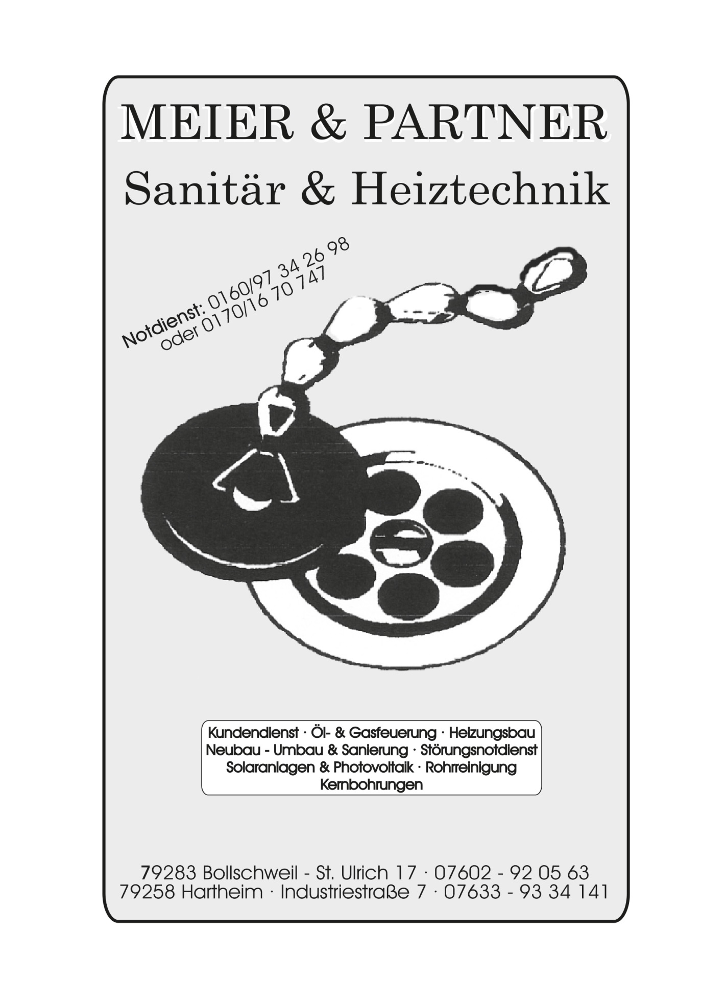 MEIER & PARTNER
Sanitär & Heiztechnik
Notdienst: 0160/97 34 26 98
oder 0170/16 70 747
Kundendienst · Öl- & Gasfeuerung · Heizungsbau
Neubau - Umbau & Sanierung · Störungsnotdienst
Solaranlagen & Photovoltaik · Rohrreinigung
Kernbohrungen
79283 Bollschweil - St. Ulrich 17 · 07602 - 92 05 63
79258 Hartheim · Industriestraße 7 · 07633 - 93 34 141